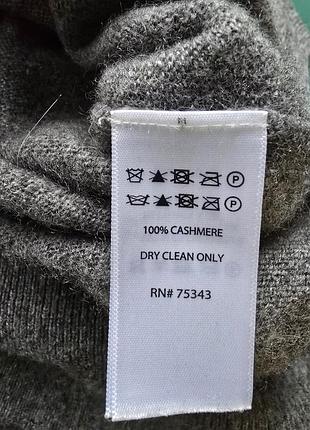 P
P
100% CASHMERE
DRY CLEAN ONLY
RN# 75343